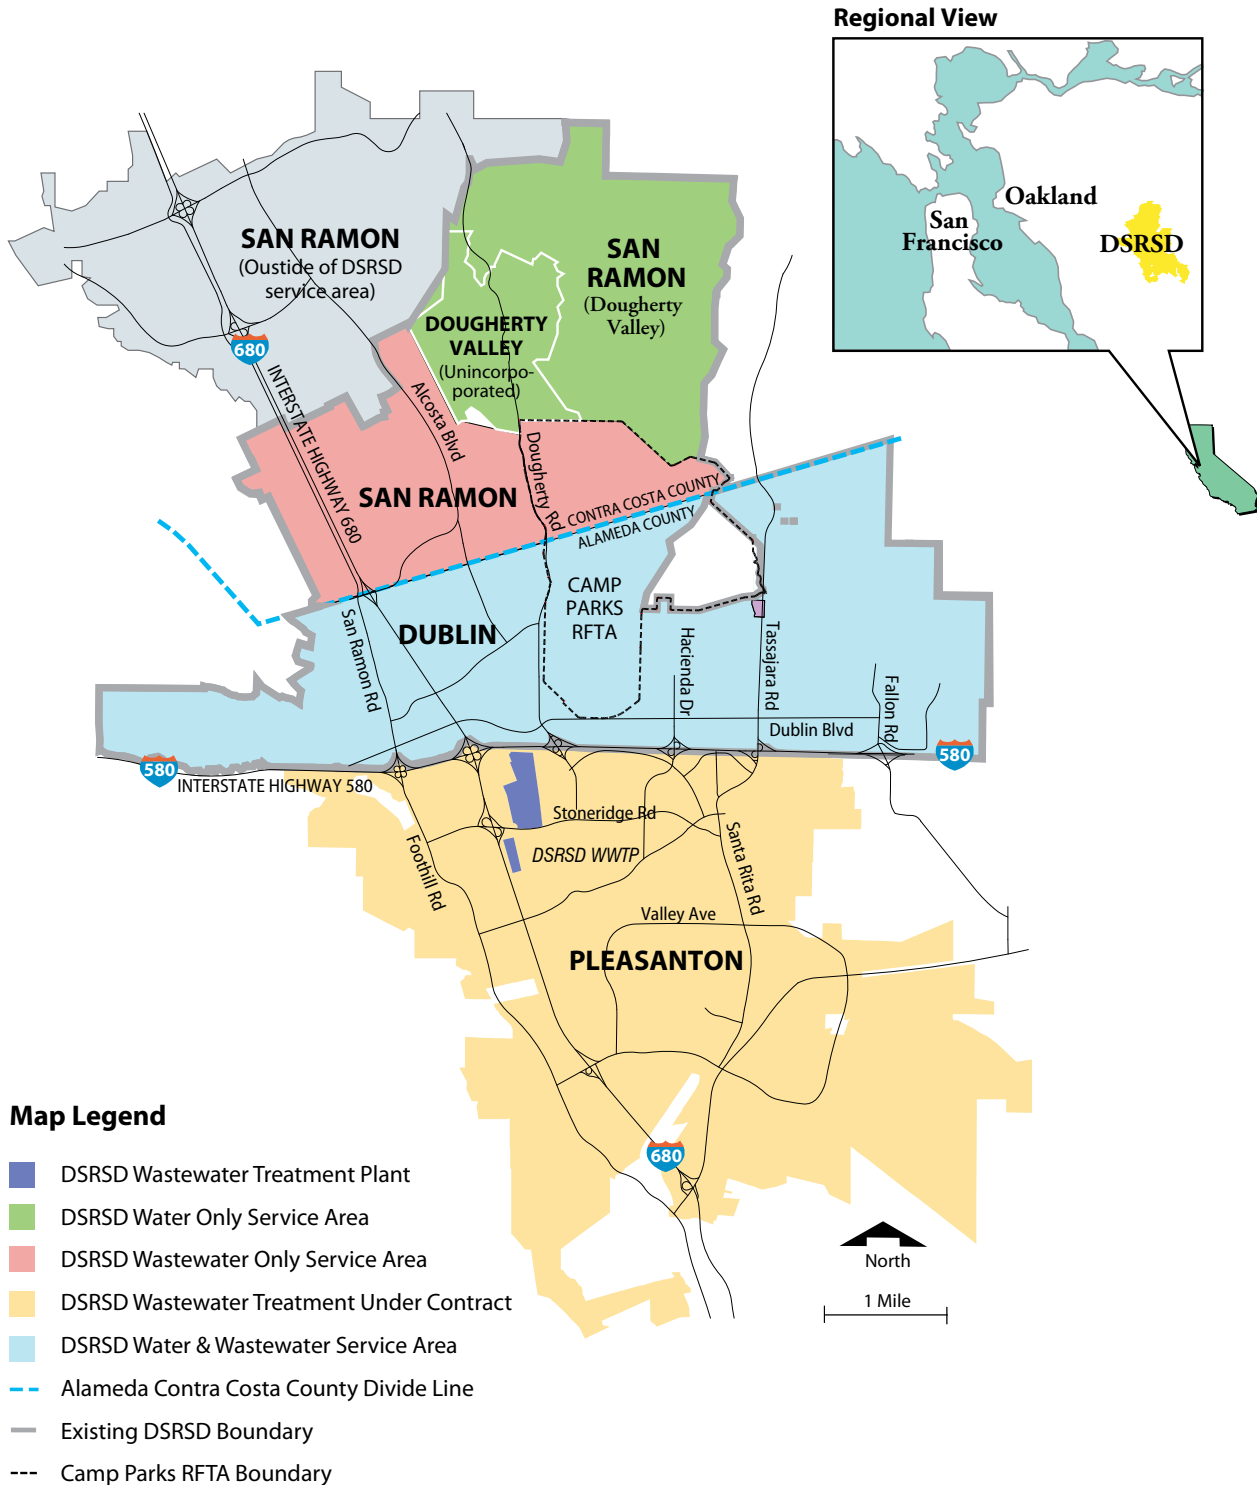 Regional View
Oakland
San
Francisco
DSRSD
SAN RAMON
(Oustide of DSRSD
service area)
SAN
RAMON
(Dougherty
Valley)
DOUGHERTY
VALLEY
(Unincorpo-
porated)
680
INTERSTATE HIGHWAY 680
Alcosta Blvd
Dougherty Rd
SAN RAMON
CONTRA COSTA COUNTY
ALAMEDA COUNTY
CAMP
PARKS
RFTA
DUBLIN
San Ramon Rd
Hacienda Dr
Tassajara Rd
Fallon Rd
Dublin Blvd
580
580
INTERSTATE HIGHWAY 580
Stoneridge Rd
DSRSD WWTP
Foothill Rd
Santa Rita Rd
Valley Ave
PLEASANTON
680
North
1 Mile
Map Legend
DSRSD Wastewater Treatment Plant
DSRSD Water Only Service Area
DSRSD Wastewater Only Service Area
DSRSD Wastewater Treatment Under Contract
DSRSD Water & Wastewater Service Area
Alameda Contra Costa County Divide Line
Existing DSRSD Boundary
Camp Parks RFTA Boundary